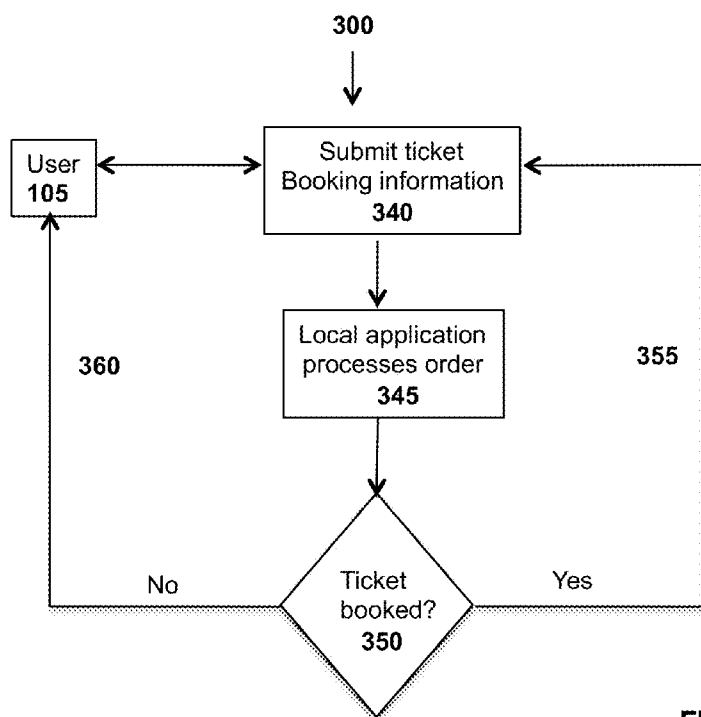 300
User
105
Submit ticket
Booking information
340
Local application
processes order
345
360
355
No
Ticket
booked?
350
Yes